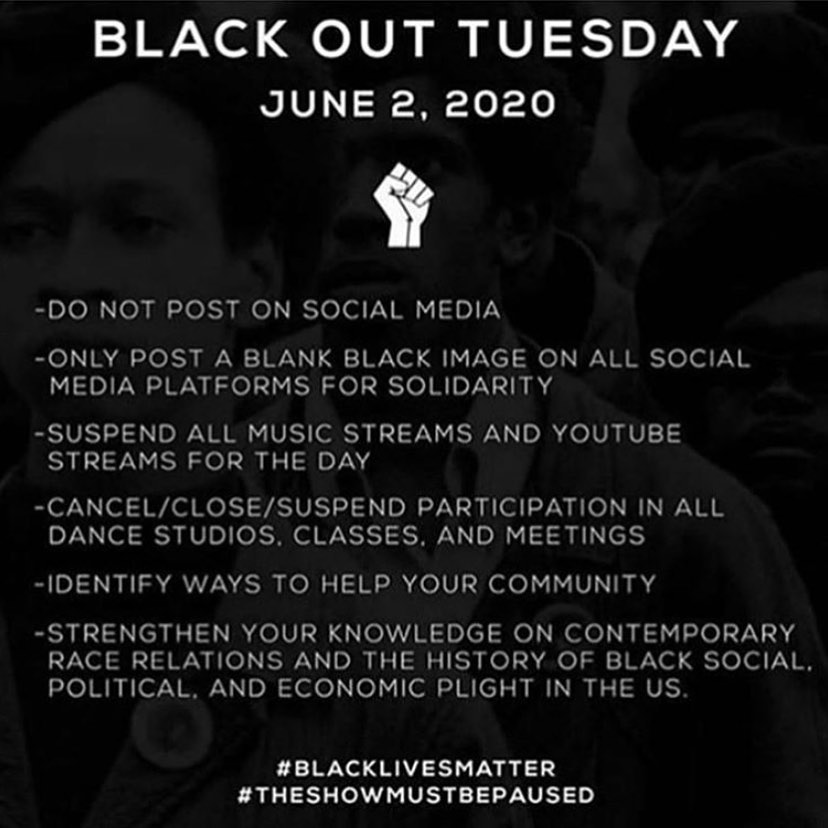 BLACK OUT TUESDAY
JUNE 2, 2020
-DO NOT POST ON SOCIAL MEDIA
-ONLY POST A BLANK BLACK IMAGE ON ALL SOCIAL
MEDIA PLATFORMS FOR SOLIDARITY
-SUSPEND ALL MUSIC STREAMS AND YOUTUBE
STREAMS FOR THE DAY
-CANCEL/CLOSE/SUSPEND PARTICIPATION IN ALL
DANCE STUDIOS, CLASSES, AND MEETINGS
-IDENTIFY WAYS TO HELP YOUR COMMUNITY
-STRENGTHEN YOUR KNOWLEDGE ON CONTEMPORARY
RACE RELATIONS AND THE HISTORY OF BLACK SOCIAL,
POLITICAL, AND ECONOMIC PLIGHT IN THE US.
#BLACKLIVESMATTER
#THESHOWMUSTBEPAUSED